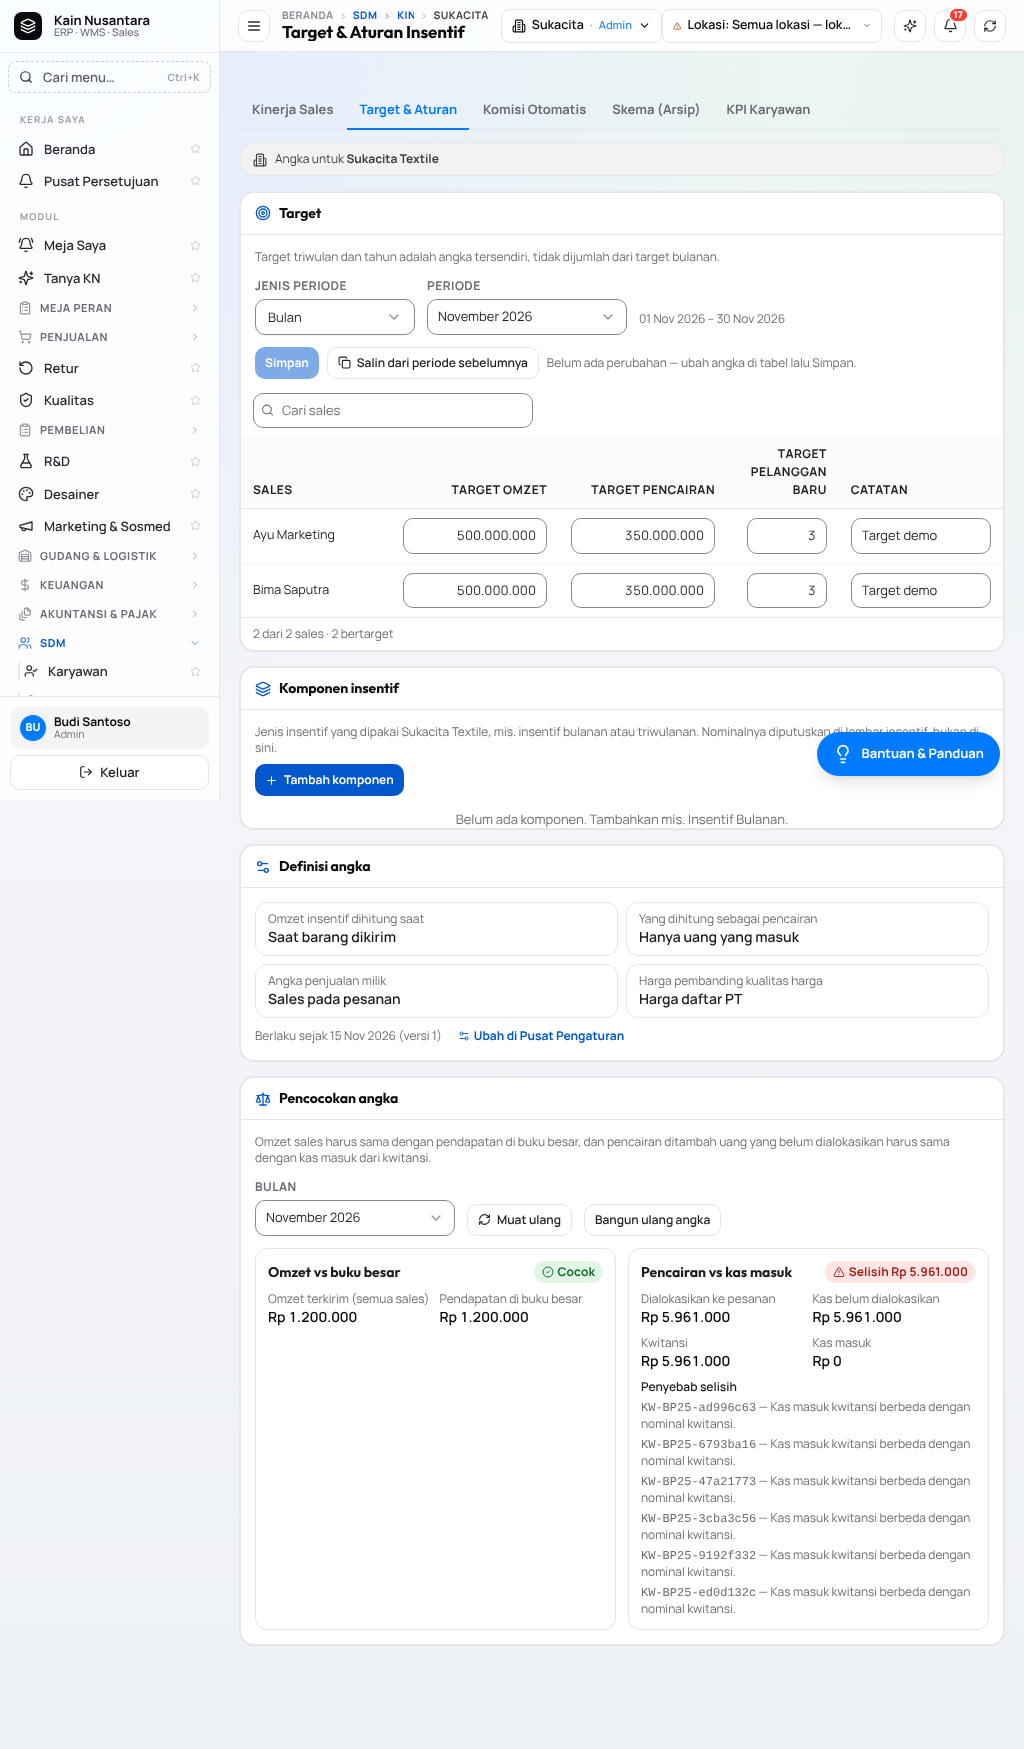 Kain Nusantara
ERP · WMS · Sales
Cari menu...
Ctrl+K
KERJA SAYA
Beranda
Pusat Persetujuan
MODUL
Meja Saya
Tanya KN
MEJA PERAN
PENJUALAN
Retur
Kualitas
PEMBELIAN
R&D
Desainer
Marketing & Sosmed
GUDANG & LOGISTIK
KEUANGAN
AKUNTANSI & PAJAK
SDM
Karyawan
BU
Budi Santoso
Admin
Keluar
BERANDA > SDM > KIN > SUKACITA
Target & Aturan Insentif
Sukacita · Admin
Lokasi: Semua lokasi — lok...
17
Kinerja Sales
Target & Aturan
Komisi Otomatis
Skema (Arsip)
KPI Karyawan
Angka untuk Sukacita Textile
Target
Target triwulan dan tahun adalah angka tersendiri, tidak dijumlah dari target bulanan.
JENIS PERIODE
PERIODE
Bulan
November 2026
01 Nov 2026 – 30 Nov 2026
Simpan
Salin dari periode sebelumnya
Belum ada perubahan — ubah angka di tabel lalu Simpan.
Cari sales
SALES
TARGET OMZET
TARGET PENCAIRAN
TARGET
PELANGGAN
BARU
CATATAN
Ayu Marketing
500.000.000
350.000.000
3
Target demo
Bima Saputra
500.000.000
350.000.000
3
Target demo
2 dari 2 sales · 2 bertarget
Komponen insentif
Jenis insentif yang dipakai Sukacita Textile, mis. insentif bulanan atau triwulanan. Nominalnya diputuskan di lembar insentif, bukan di
sini.
Bantuan & Panduan
Tambah komponen
Belum ada komponen. Tambahkan mis. Insentif Bulanan.
Definisi angka
Omzet insentif dihitung saat
Saat barang dikirim
Yang dihitung sebagai pencairan
Hanya uang yang masuk
Angka penjualan milik
Sales pada pesanan
Harga pembanding kualitas harga
Harga daftar PT
Berlaku sejak 15 Nov 2026 (versi 1)
Ubah di Pusat Pengaturan
Pencocokan angka
Omzet sales harus sama dengan pendapatan di buku besar, dan pencairan ditambah uang yang belum dialokasikan harus sama
dengan kas masuk dari kwitansi.
BULAN
November 2026
Muat ulang
Bangun ulang angka
Omzet vs buku besar
Cocok
Omzet terkirim (semua sales)
Pendapatan di buku besar
Rp 1.200.000
Rp 1.200.000
Pencairan vs kas masuk
Selisih Rp 5.961.000
Dialokasikan ke pesanan
Kas belum dialokasikan
Rp 5.961.000
Rp 5.961.000
Kwitansi
Kas masuk
Rp 5.961.000
Rp 0
Penyebab selisih
KW-BP25-ad996c63 — Kas masuk kwitansi berbeda dengan
nominal kwitansi.
KW-BP25-6793ba16 — Kas masuk kwitansi berbeda dengan
nominal kwitansi.
KW-BP25-47a21773 — Kas masuk kwitansi berbeda dengan
nominal kwitansi.
KW-BP25-3cba3c56 — Kas masuk kwitansi berbeda dengan
nominal kwitansi.
KW-BP25-9192f332 — Kas masuk kwitansi berbeda dengan
nominal kwitansi.
KW-BP25-ed0d132c — Kas masuk kwitansi berbeda dengan
nominal kwitansi.